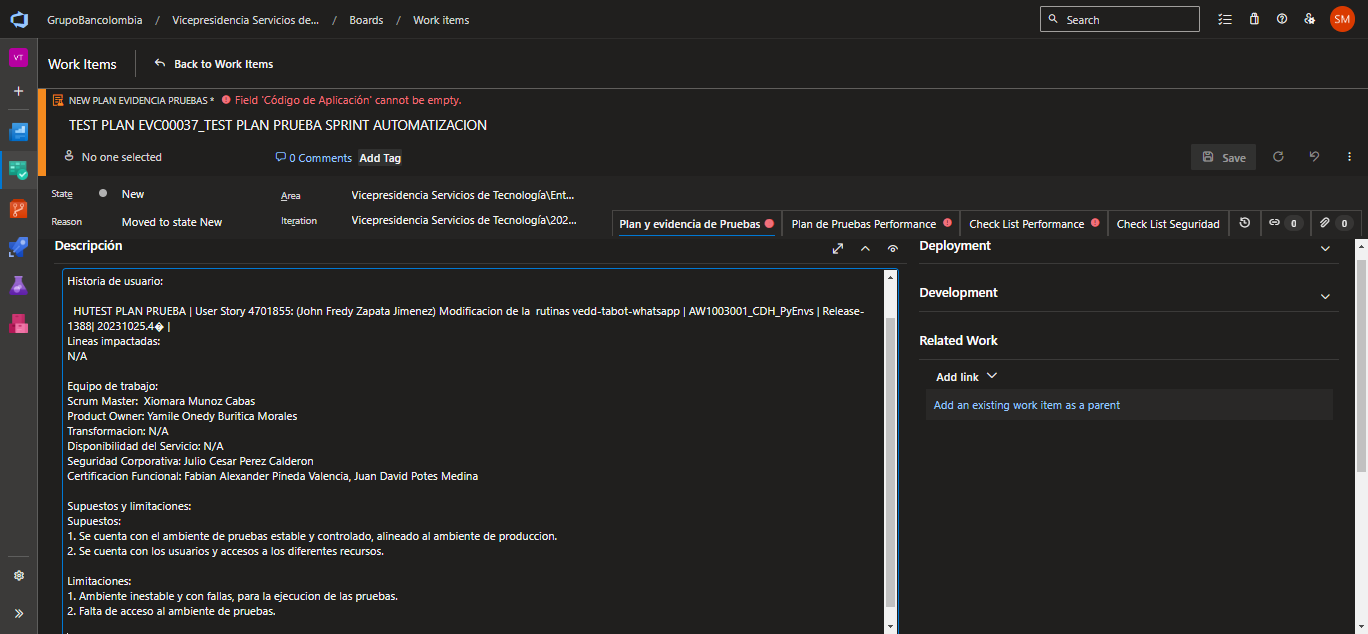 GrupoBancolombia / Vicepresidencia Servicios de... / Boards / Work items
Search
SM
VT
Work Items
Back to Work Items
NEW PLAN EVIDENCIA PRUEBAS * Field 'Código de Aplicación' cannot be empty.
TEST PLAN EVC00037_TEST PLAN PRUEBA SPRINT AUTOMATIZACION
No one selected
0 Comments
Add Tag
Save
State
New
Area
Vicepresidencia Servicios de Tecnología\Ent...
Reason
Moved to state New
Iteration
Vicepresidencia Servicios de Tecnología\202...
Plan y evidencia de Pruebas
Plan de Pruebas Performance
Check List Performance
Check List Seguridad
0
0
Descripción
Historia de usuario:
HUTEST PLAN PRUEBA | User Story 4701855: (John Fredy Zapata Jimenez) Modificacion de la  rutinas vedd-tabot-whatsapp | AW1003001_CDH_PyEnvs | Release-
1388| 20231025.4� |
Lineas impactadas:
N/A
Equipo de trabajo:
Scrum Master:  Xiomara Munoz Cabas
Product Owner: Yamile Onedy Buritica Morales
Transformacion: N/A
Disponibilidad del Servicio: N/A
Seguridad Corporativa: Julio Cesar Perez Calderon
Certificacion Funcional: Fabian Alexander Pineda Valencia, Juan David Potes Medina
Supuestos y limitaciones:
Supuestos:
1. Se cuenta con el ambiente de pruebas estable y controlado, alineado al ambiente de produccion.
2. Se cuenta con los usuarios y accesos a los diferentes recursos.
Limitaciones:
1. Ambiente inestable y con fallas, para la ejecucion de las pruebas.
2. Falta de acceso al ambiente de pruebas.
Deployment
Development
Related Work
Add link
Add an existing work item as a parent